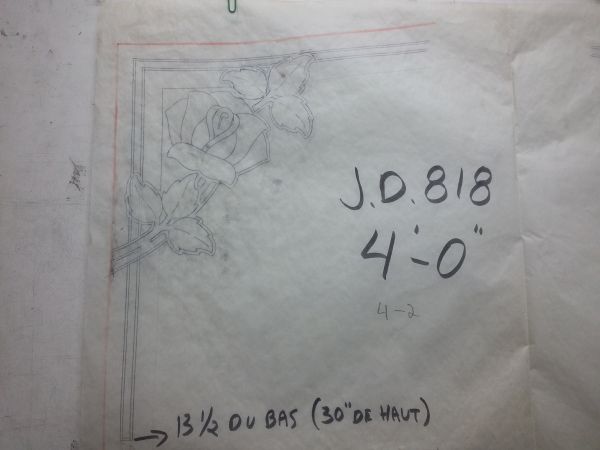 J.D. 818
4'-0"
4-2
13 1/2 DU BAS (30" DE HAUT)